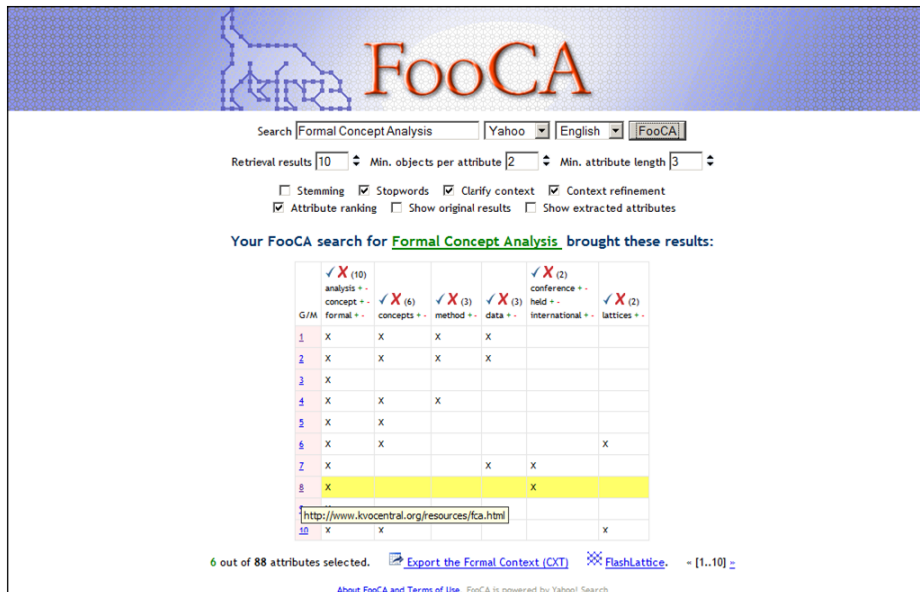 FooCA
Search Formal Concept Analysis Yahoo English FooCA
Retrieval results 10 Min. objects per attribute 2 Min. attribute length 3
Stemming Stopwords Clarify context Context refinement
Attribute ranking Show original results Show extracted attributes
Your FooCA search for Formal Concept Analysis brought these results:
(10) (2)
analysis + - conference + -
concept + - (6) (3) (3) held + - (2)
G/M formal + - concepts + - method + - data + - international + - lattices + -
1 X X X X
2 X X X X
3 X
4 X X X
5 X X
6 X X X
7 X X X
8 X X
http://www.kvocentral.org/resources/fca.html
10 X X X
6 out of 88 attributes selected. Export the Formal Context (CXT) FlashLattice. « [1..10] »
About FooCA and Terms of Use FooCA is powered by Yahoo! Search